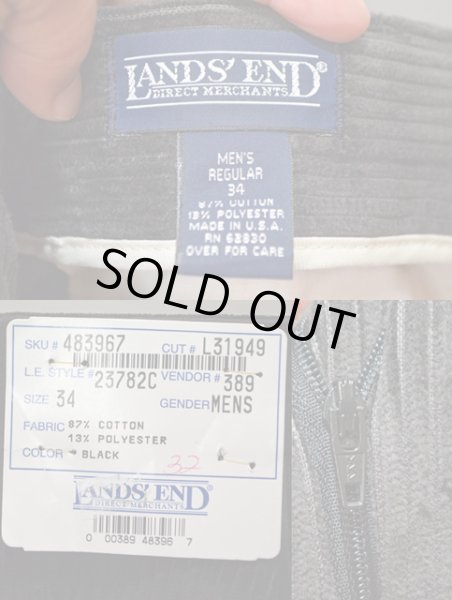 LANDS' END®
DIRECT MERCHANTS
MEN'S
REGULAR
34
87% COTTON
13% POLYESTER
MADE IN U.S.A.
RN 62830
OVER FOR CARE
SOLD OUT
SKU # 483967 CUT # L31949
L.E. STYLE # 23782C VENDOR # 389
SIZE 34 GENDER MENS
FABRIC 87% COTTON
13% POLYESTER
COLOR BLACK
32
LANDS' END
DIRECT MERCHANTS
0 00389 48396 7